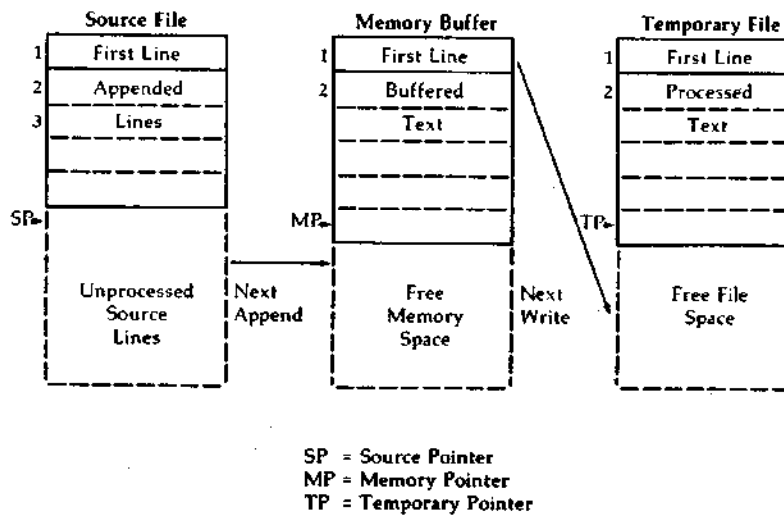 Source File
1 First Line
2 Appended
3 Lines
SP
Unprocessed
Source
Lines
Next
Append
Memory Buffer
1 First Line
2 Buffered
Text
MP
Free
Memory
Space
Next
Write
Temporary File
1 First Line
2 Processed
Text
TP
Free File
Space
SP = Source Pointer
MP = Memory Pointer
TP = Temporary Pointer